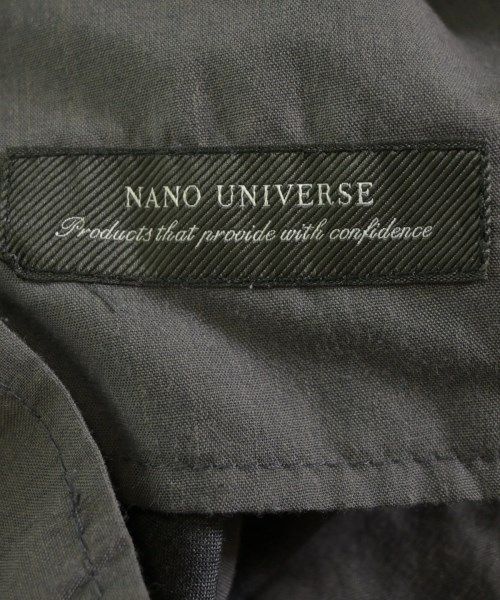 NANO UNIVERSE
Products that provide with confidence